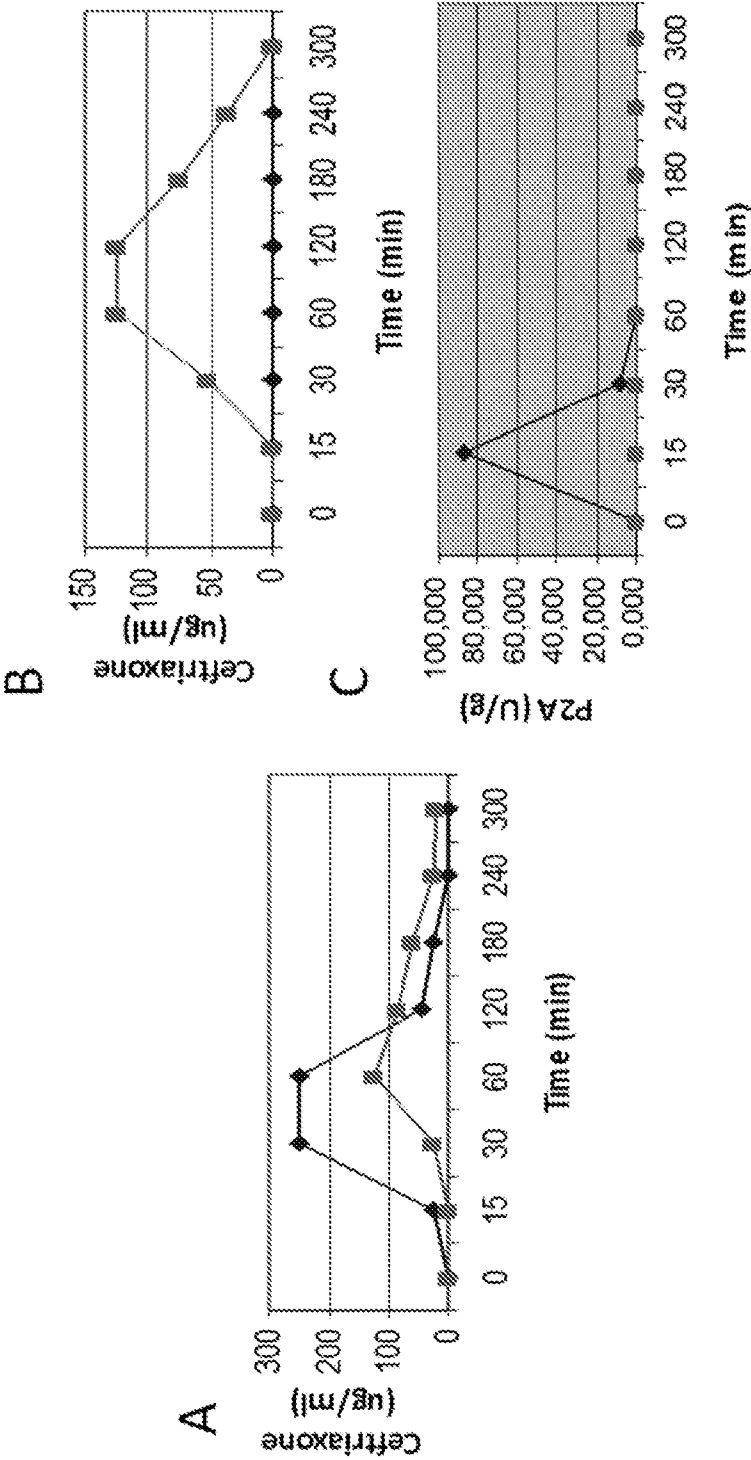 A
Ceftriaxone
(ug/ml)
300
200
100
0
0 15 30 60 120 180 240 300
Time (min)
B
Ceftriaxone
(ug/ml)
150
100
50
0
0 15 30 60 120 180 240 300
Time (min)
C
P2A (U/g)
100,000
80,000
60,000
40,000
20,000
0,000
0 15 30 60 120 180 240 300
Time (min)